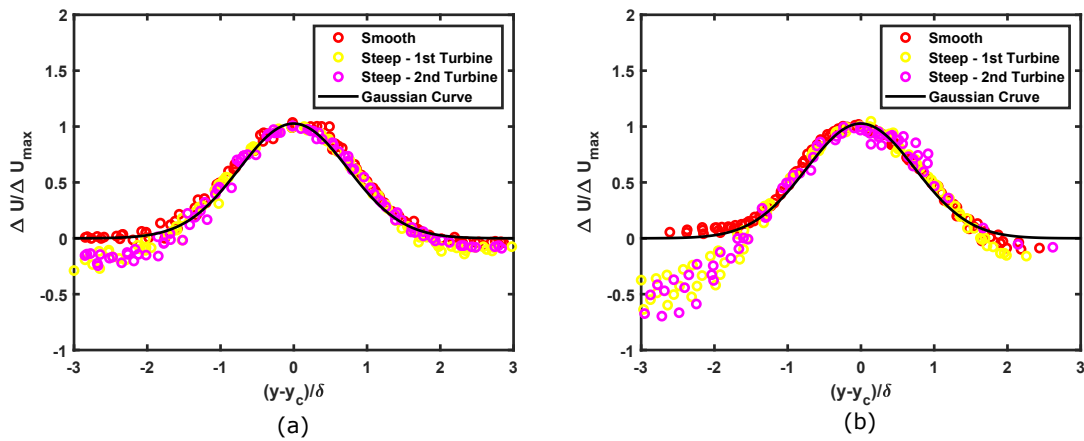 2
1.5
1
0.5
0
-0.5
-1
Δ U/Δ U_max
Smooth
Steep - 1st Turbine
Steep - 2nd Turbine
Gaussian Curve
-3 -2 -1 0 1 2 3
(y-y_c)/δ
(a)
2
1.5
1
0.5
0
-0.5
-1
Δ U/Δ U_max
Smooth
Steep - 1st Turbine
Steep - 2nd Turbine
Gaussian Cruve
-3 -2 -1 0 1 2 3
(y-y_c)/δ
(b)